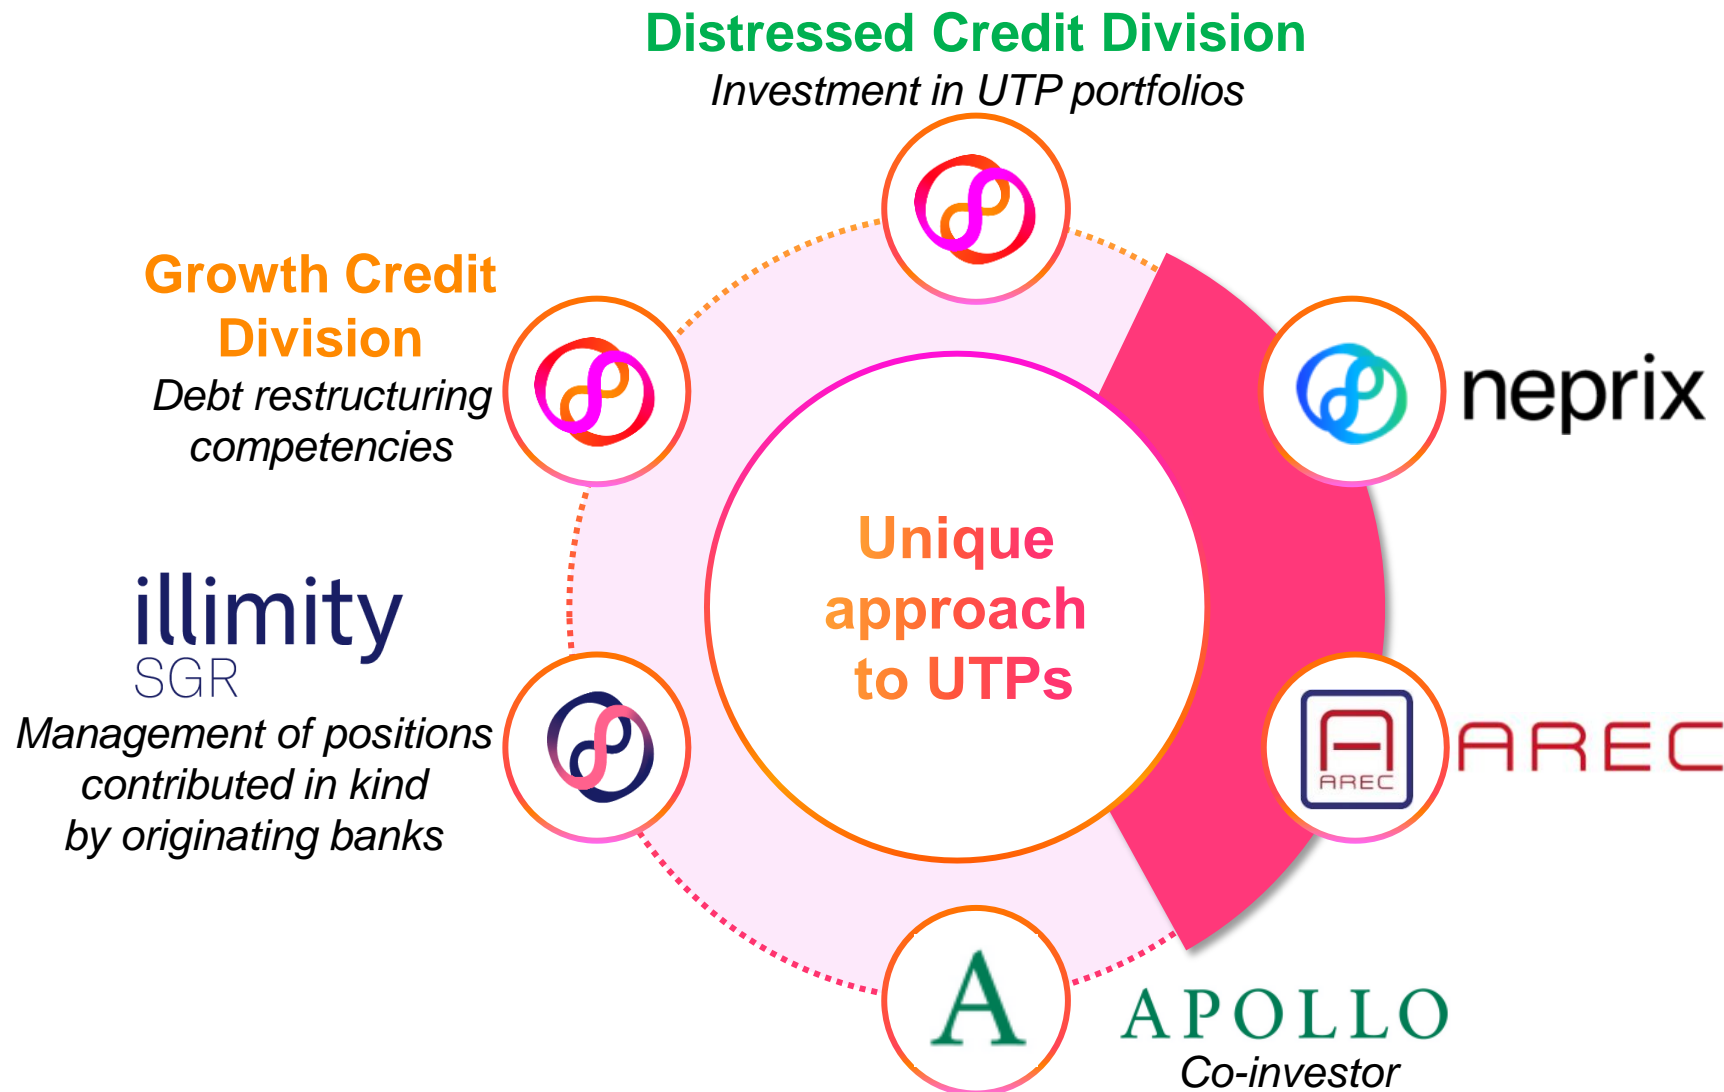 Distressed Credit Division
Investment in UTP portfolios
Growth Credit
Division
Debt restructuring
competencies
neprix
Unique
approach
to UTPs
illimity
SGR
Management of positions
contributed in kind
by originating banks
AREC
AREC
A
APOLLO
Co-investor